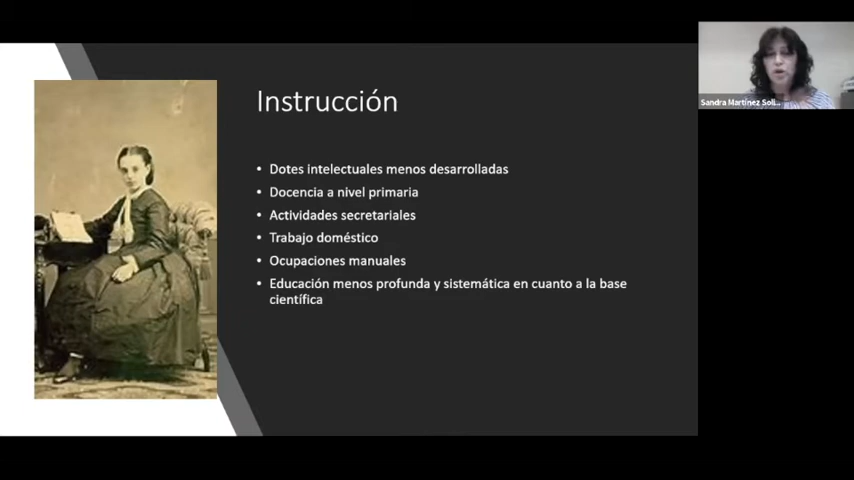 Instrucción
• Dotes intelectuales menos desarrolladas
• Docencia a nivel primaria
• Actividades secretariales
• Trabajo doméstico
• Ocupaciones manuales
• Educación menos profunda y sistemática en cuanto a la base
científica
Sandra Martínez Solí...